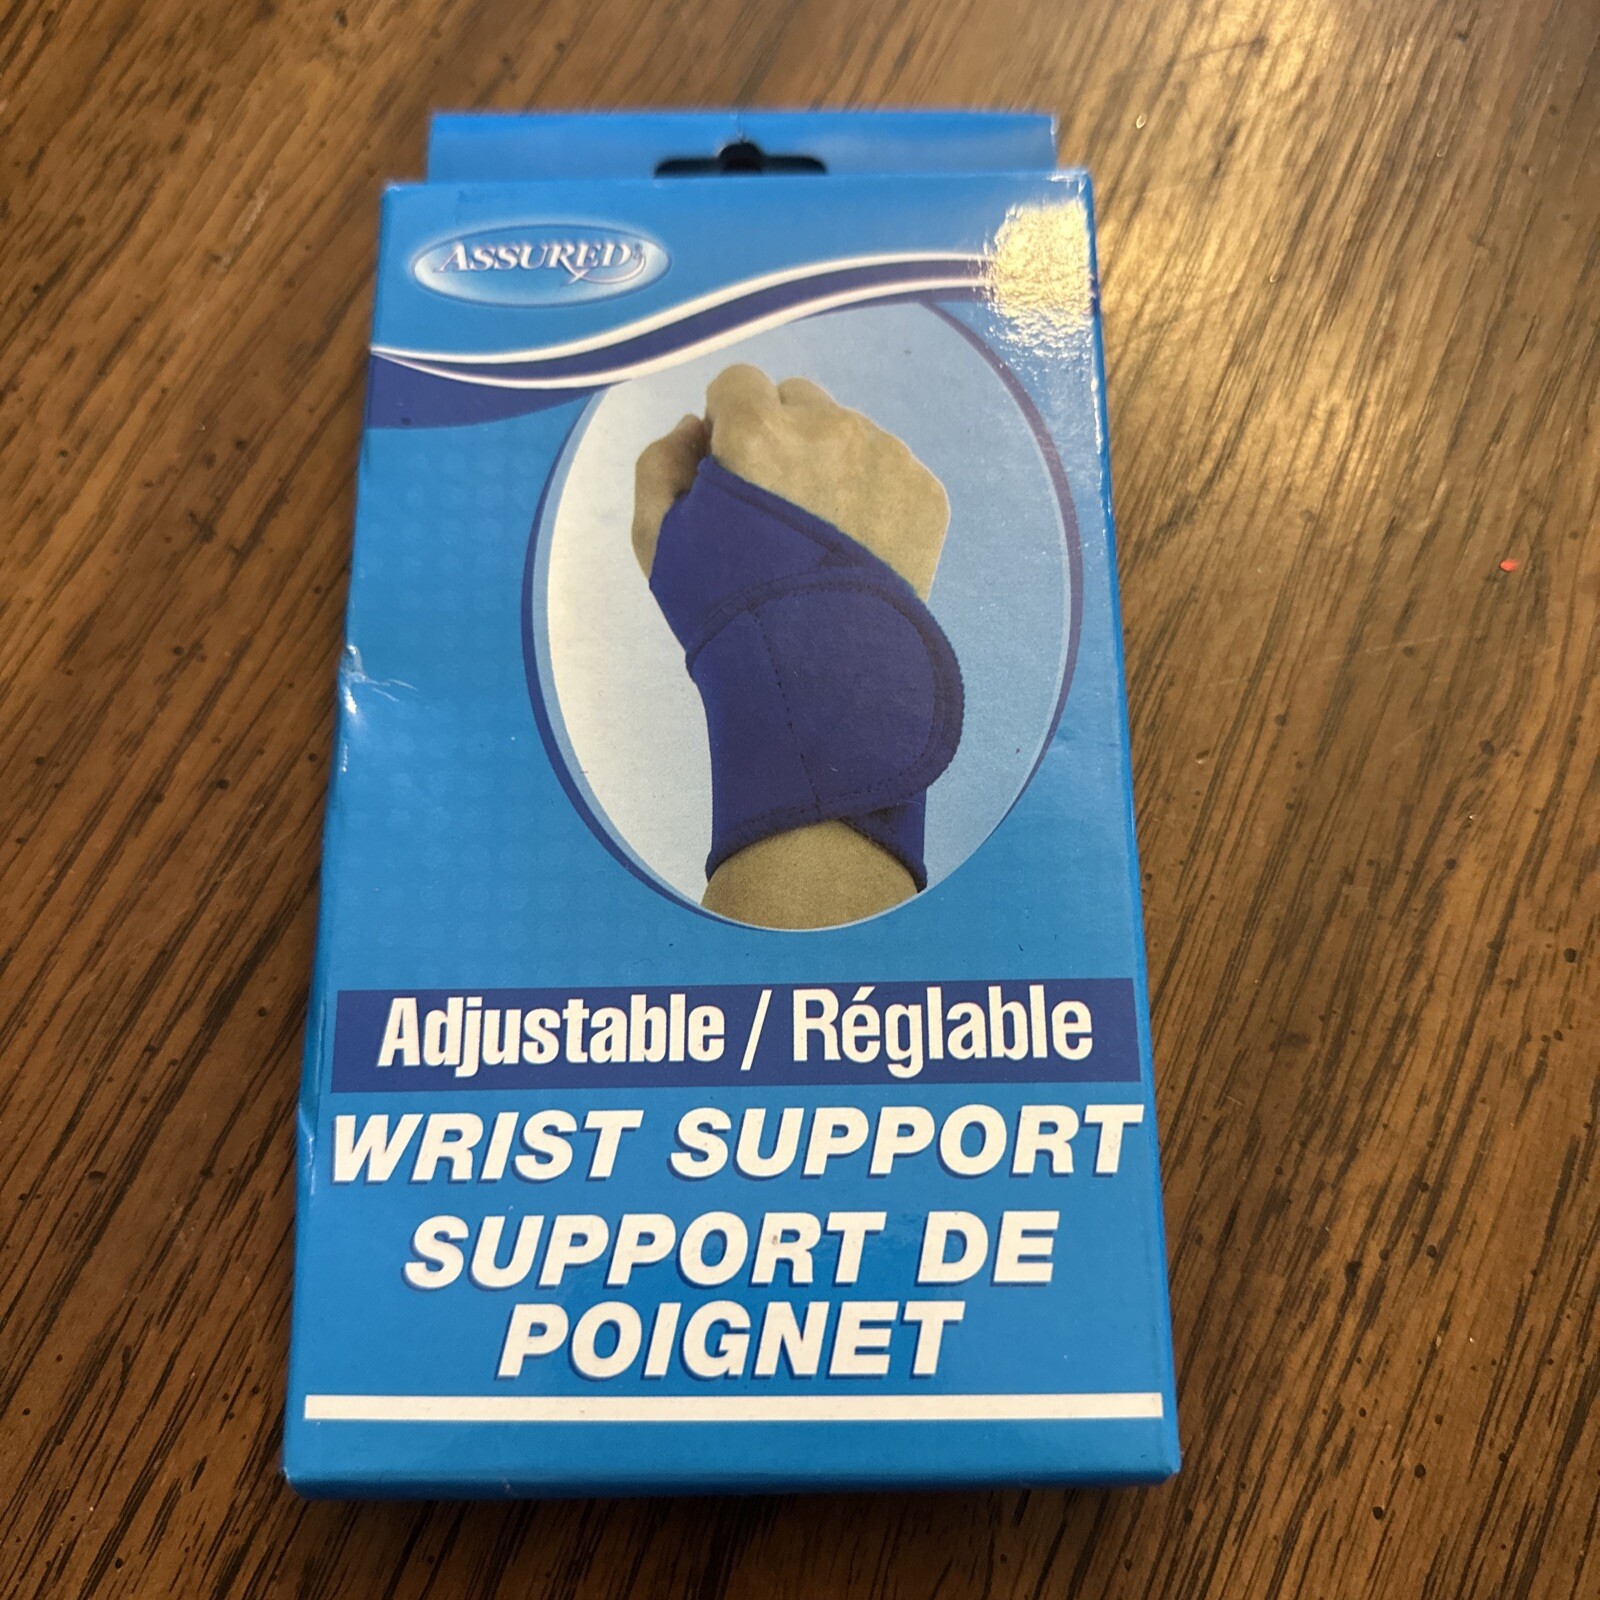 ASSURED®
Adjustable / Réglable
WRIST SUPPORT
SUPPORT DE
POIGNET